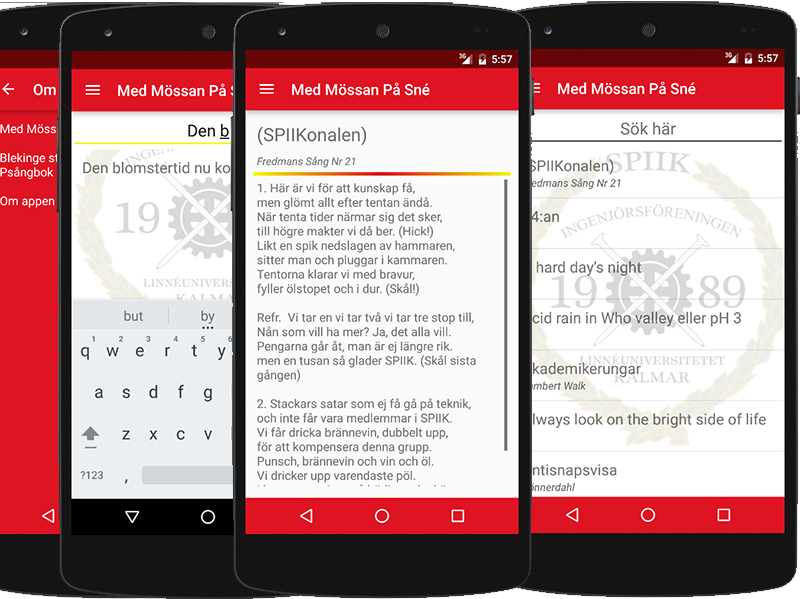 Om
Med Möss
Blekinge st
Psångbok
Om appen
Med Mössan På S
Den b
Den blomstertid nu ko
19
LINNÉUNIVERS
KALMAR
but
by
q w e r t y
1 2 3 4 5 6
a s d f g
z x c v
?123 ,
5:57
Med Mössan På Sné
(SPIIKonalen)
Fredmans Sång Nr 21
1. Här är vi för att kunskap få,
men glömt allt efter tentan ändå.
När tenta tider närmar sig det sker,
till högre makter vi då ber. (Hick!)
Likt en spik nedslagen av hammaren,
sitter man och pluggar i kammaren.
Tentorna klarar vi med bravur,
fyller ölstopet och i dur. (Skål!)
Refr. Vi tar en vi tar två vi tar tre stop till,
Nån som vill ha mer? Ja, det alla vill.
Pengarna går åt, man är ej längre rik.
men en tusan så glader SPIIK. (Skål sista
gången)
2. Stackars satar som ej få gå på teknik,
och inte får vara medlemmar i SPIIK.
Vi får dricka brännevin, dubbelt upp,
för att kompensera denna grupp.
Punsch, brännevin och vin och öl.
Vi dricker upp varendaste pöl.
3G
5:57
Med Mössan På Sné
Sök här
SPIIKonalen)
redmans Sång Nr 21
4:an
hard day's night
cid rain in Who valley eller pH 3
kademikerungar
ambert Walk
lways look on the bright side of life
ntisnapsvisa
önnerdahl
SPIIK
INGENJÖRSFÖRENINGEN
1989
LINNÉUNIVERSITETET
KALMAR